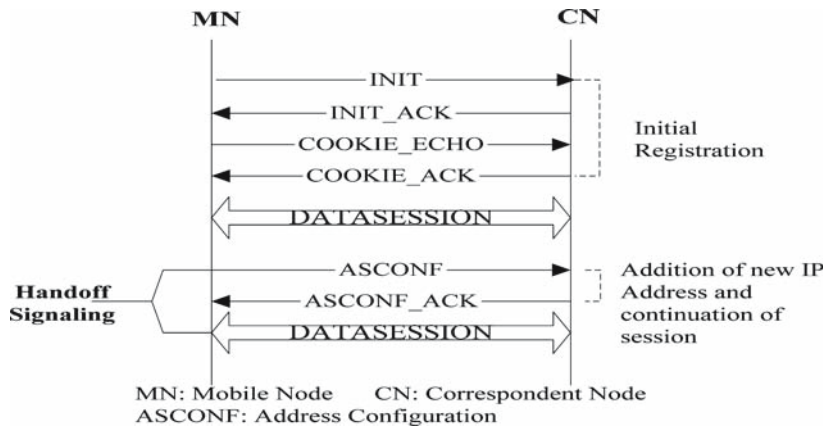 MN
CN
INIT
INIT_ACK
COOKIE_ECHO
COOKIE_ACK
Initial
Registration
DATASESSION
ASCONF
ASCONF_ACK
Handoff
Signaling
Addition of new IP
Address and
continuation of
session
DATASESSION
MN: Mobile Node CN: Correspondent Node
ASCONF: Address Configuration